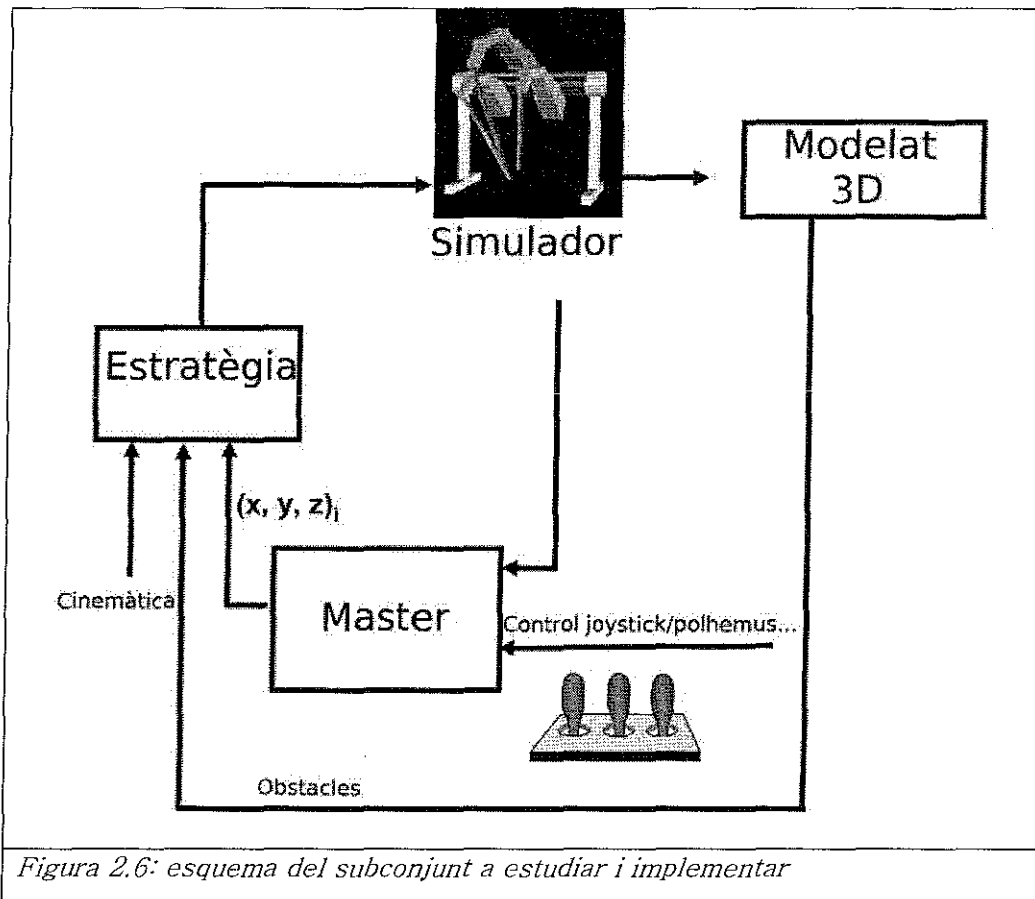 Modelat
3D
Simulador
Estratègia
(x, y, z)i
Cinemàtica
Master
Control joystick/polhemus...
Obstacles
Figura 2.6: esquema del subconjunt a estudiar i implementar